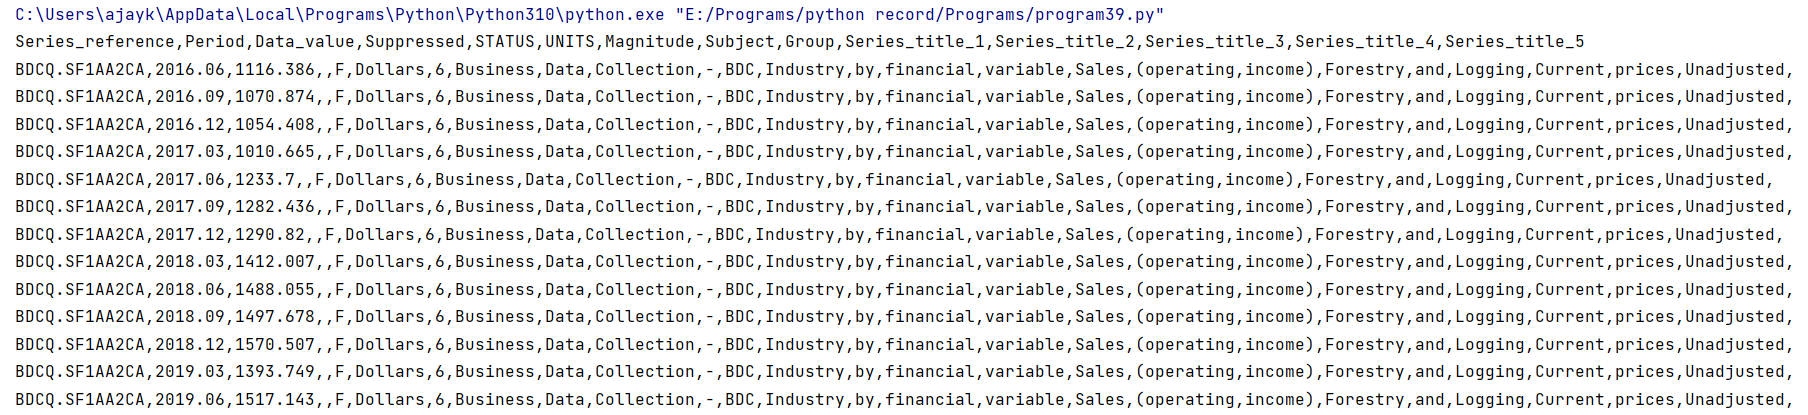 C:\Users\ajayk\AppData\Local\Programs\Python\Python310\python.exe "E:/Programs/python record/Programs/program39.py"
Series_reference,Period,Data_value,Suppressed,STATUS,UNITS,Magnitude,Subject,Group,Series_title_1,Series_title_2,Series_title_3,Series_title_4,Series_title_5
BDCQ.SF1AA2CA,2016.06,1116.386,,F,Dollars,6,Business,Data,Collection,-,BDC,Industry,by,financial,variable,Sales,(operating,income),Forestry,and,Logging,Current,prices,Unadjusted,
BDCQ.SF1AA2CA,2016.09,1070.874,,F,Dollars,6,Business,Data,Collection,-,BDC,Industry,by,financial,variable,Sales,(operating,income),Forestry,and,Logging,Current,prices,Unadjusted,
BDCQ.SF1AA2CA,2016.12,1054.408,,F,Dollars,6,Business,Data,Collection,-,BDC,Industry,by,financial,variable,Sales,(operating,income),Forestry,and,Logging,Current,prices,Unadjusted,
BDCQ.SF1AA2CA,2017.03,1010.665,,F,Dollars,6,Business,Data,Collection,-,BDC,Industry,by,financial,variable,Sales,(operating,income),Forestry,and,Logging,Current,prices,Unadjusted,
BDCQ.SF1AA2CA,2017.06,1233.7,,F,Dollars,6,Business,Data,Collection,-,BDC,Industry,by,financial,variable,Sales,(operating,income),Forestry,and,Logging,Current,prices,Unadjusted,
BDCQ.SF1AA2CA,2017.09,1282.436,,F,Dollars,6,Business,Data,Collection,-,BDC,Industry,by,financial,variable,Sales,(operating,income),Forestry,and,Logging,Current,prices,Unadjusted,
BDCQ.SF1AA2CA,2017.12,1290.82,,F,Dollars,6,Business,Data,Collection,-,BDC,Industry,by,financial,variable,Sales,(operating,income),Forestry,and,Logging,Current,prices,Unadjusted,
BDCQ.SF1AA2CA,2018.03,1412.007,,F,Dollars,6,Business,Data,Collection,-,BDC,Industry,by,financial,variable,Sales,(operating,income),Forestry,and,Logging,Current,prices,Unadjusted,
BDCQ.SF1AA2CA,2018.06,1488.055,,F,Dollars,6,Business,Data,Collection,-,BDC,Industry,by,financial,variable,Sales,(operating,income),Forestry,and,Logging,Current,prices,Unadjusted,
BDCQ.SF1AA2CA,2018.09,1497.678,,F,Dollars,6,Business,Data,Collection,-,BDC,Industry,by,financial,variable,Sales,(operating,income),Forestry,and,Logging,Current,prices,Unadjusted,
BDCQ.SF1AA2CA,2018.12,1570.507,,F,Dollars,6,Business,Data,Collection,-,BDC,Industry,by,financial,variable,Sales,(operating,income),Forestry,and,Logging,Current,prices,Unadjusted,
BDCQ.SF1AA2CA,2019.03,1393.749,,F,Dollars,6,Business,Data,Collection,-,BDC,Industry,by,financial,variable,Sales,(operating,income),Forestry,and,Logging,Current,prices,Unadjusted,
BDCQ.SF1AA2CA,2019.06,1517.143,,F,Dollars,6,Business,Data,Collection,-,BDC,Industry,by,financial,variable,Sales,(operating,income),Forestry,and,Logging,Current,prices,Unadjusted,